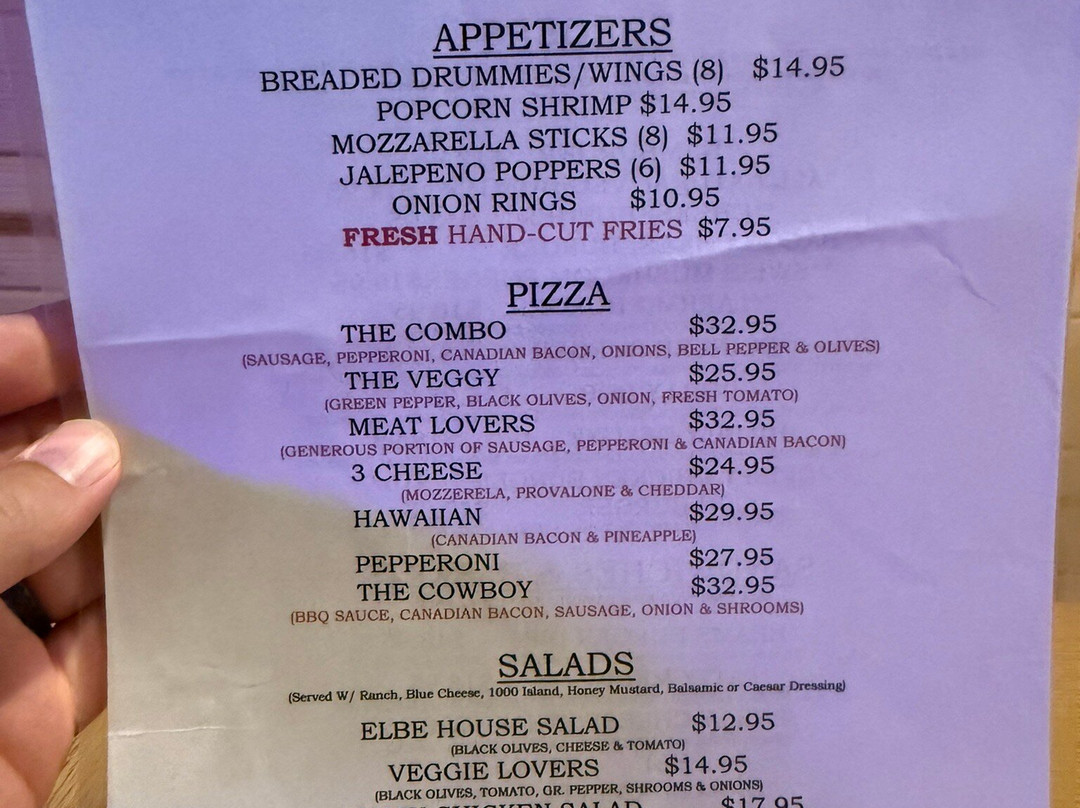 APPETIZERS
BREADED DRUMMIES/WINGS (8) $14.95
POPCORN SHRIMP $14.95
MOZZARELLA STICKS (8) $11.95
JALEPENO POPPERS (6) $11.95
ONION RINGS $10.95
FRESH HAND-CUT FRIES $7.95
PIZZA
THE COMBO $32.95
(SAUSAGE, PEPPERONI, CANADIAN BACON, ONIONS, BELL PEPPER & OLIVES)
THE VEGGY $25.95
(GREEN PEPPER, BLACK OLIVES, ONION, FRESH TOMATO)
MEAT LOVERS $32.95
(GENEROUS PORTION OF SAUSAGE, PEPPERONI & CANADIAN BACON)
3 CHEESE $24.95
(MOZZERELA, PROVALONE & CHEDDAR)
HAWAIIAN $29.95
(CANADIAN BACON & PINEAPPLE)
PEPPERONI $27.95
THE COWBOY $32.95
(BBQ SAUCE, CANADIAN BACON, SAUSAGE, ONION & SHROOMS)
SALADS
(Served W/ Ranch, Blue Cheese, 1000 Island, Honey Mustard, Balsamic or Caesar Dressing)
ELBE HOUSE SALAD $12.95
(BLACK OLIVES, CHEESE & TOMATO)
VEGGIE LOVERS $14.95
(BLACK OLIVES, TOMATO, GR. PEPPER, SHROOMS & ONIONS)
CHICKEN SALAD $17.95